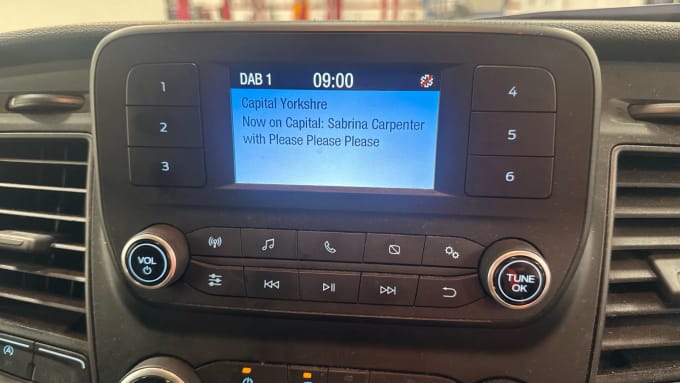 DAB 1 09:00
Capital Yorkshre
Now on Capital: Sabrina Carpenter
with Please Please Please
1
2
3
4
5
6
VOL
TUNE
OK
A